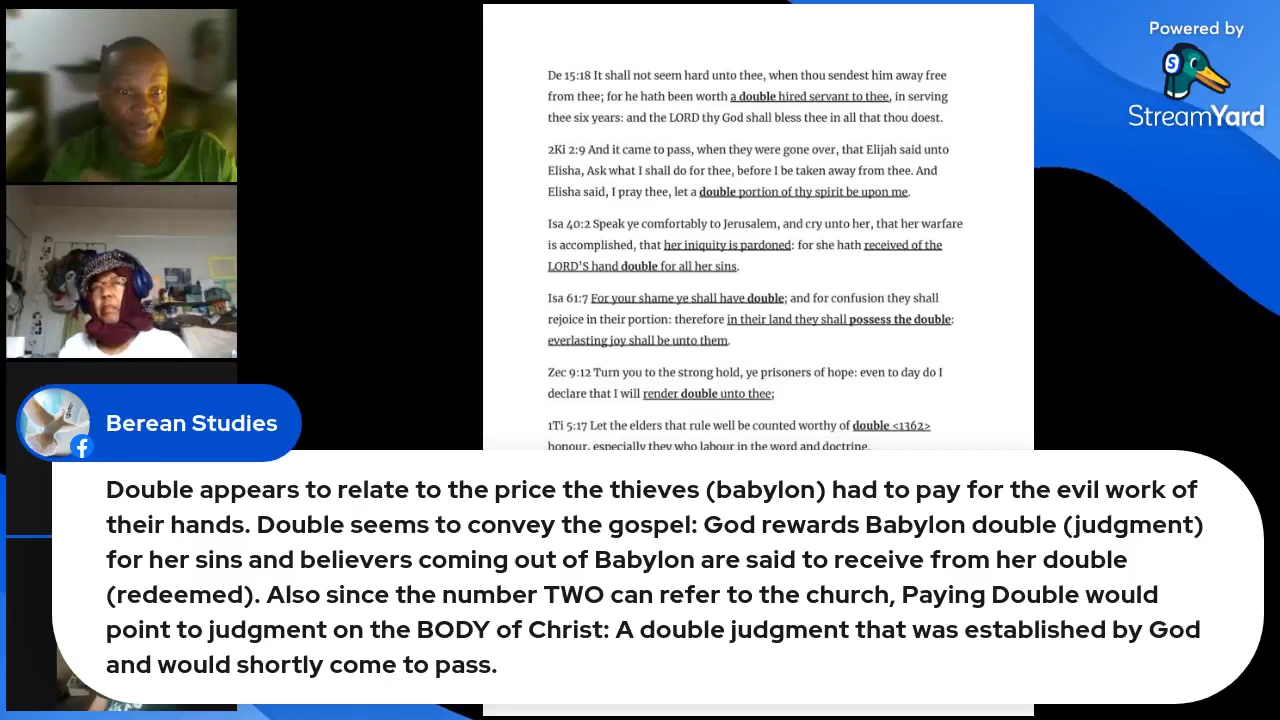 Powered by
StreamYard
De 15:18 It shall not seem hard unto thee, when thou sendest him away free
from thee; for he hath been worth a double hired servant to thee, in serving
thee six years: and the LORD thy God shall bless thee in all that thou doest.
2Ki 2:9 And it came to pass, when they were gone over, that Elijah said unto
Elisha, Ask what I shall do for thee, before I be taken away from thee. And
Elisha said, I pray thee, let a double portion of thy spirit be upon me.
Isa 40:2 Speak ye comfortably to Jerusalem, and cry unto her, that her warfare
is accomplished, that her iniquity is pardoned: for she hath received of the
LORD'S hand double for all her sins.
Isa 61:7 For your shame ye shall have double; and for confusion they shall
rejoice in their portion: therefore in their land they shall possess the double:
everlasting joy shall be unto them.
Zec 9:12 Turn you to the strong hold, ye prisoners of hope: even to day do I
declare that I will render double unto thee;
1Ti 5:17 Let the elders that rule well be counted worthy of double <1362>
honour, especially they who labour in the word and doctrine.
Berean Studies
Double appears to relate to the price the thieves (babylon) had to pay for the evil work of
their hands. Double seems to convey the gospel: God rewards Babylon double (judgment)
for her sins and believers coming out of Babylon are said to receive from her double
(redeemed). Also since the number TWO can refer to the church, Paying Double would
point to judgment on the BODY of Christ: A double judgment that was established by God
and would shortly come to pass.